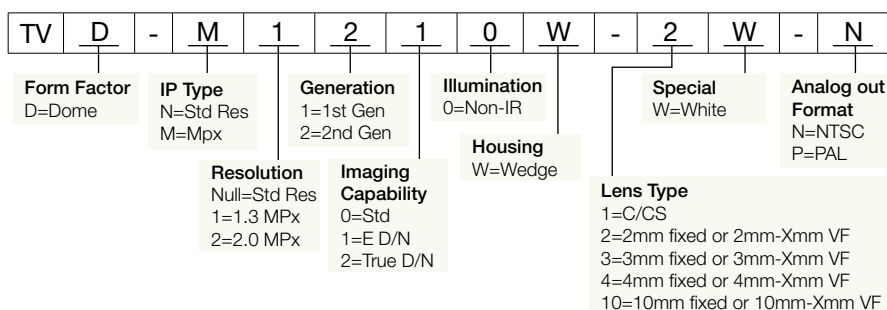 TV D - M 1 2 1 0 W - 2 W - N
Form Factor
D=Dome
IP Type
N=Std Res
M=Mpx
Resolution
Null=Std Res
1=1.3 MPx
2=2.0 MPx
Generation
1=1st Gen
2=2nd Gen
Imaging
Capability
0=Std
1=E D/N
2=True D/N
Illumination
0=Non-IR
Housing
W=Wedge
Lens Type
1=C/CS
2=2mm fixed or 2mm-Xmm VF
3=3mm fixed or 3mm-Xmm VF
4=4mm fixed or 4mm-Xmm VF
10=10mm fixed or 10mm-Xmm VF
Special
W=White
Analog out
Format
N=NTSC
P=PAL